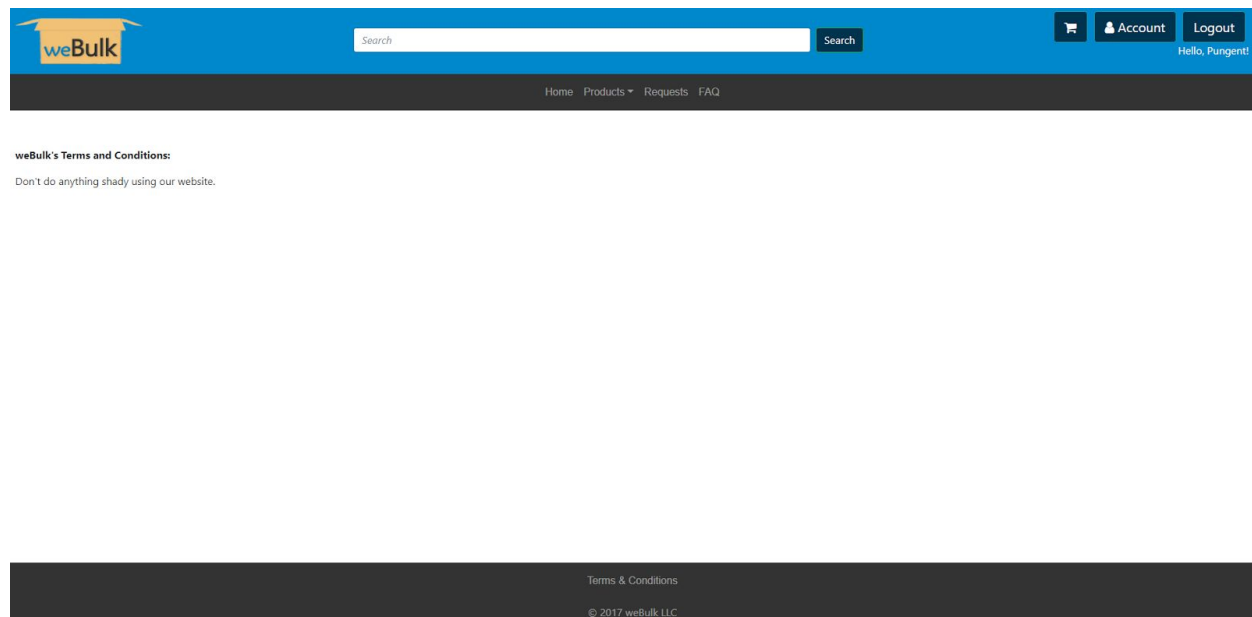 weBulk
Search
Search
Account
Logout
Hello, Pungent!
Home Products Requests FAQ
weBulk's Terms and Conditions:
Don't do anything shady using our website.
Terms & Conditions
© 2017 weBulk LLC